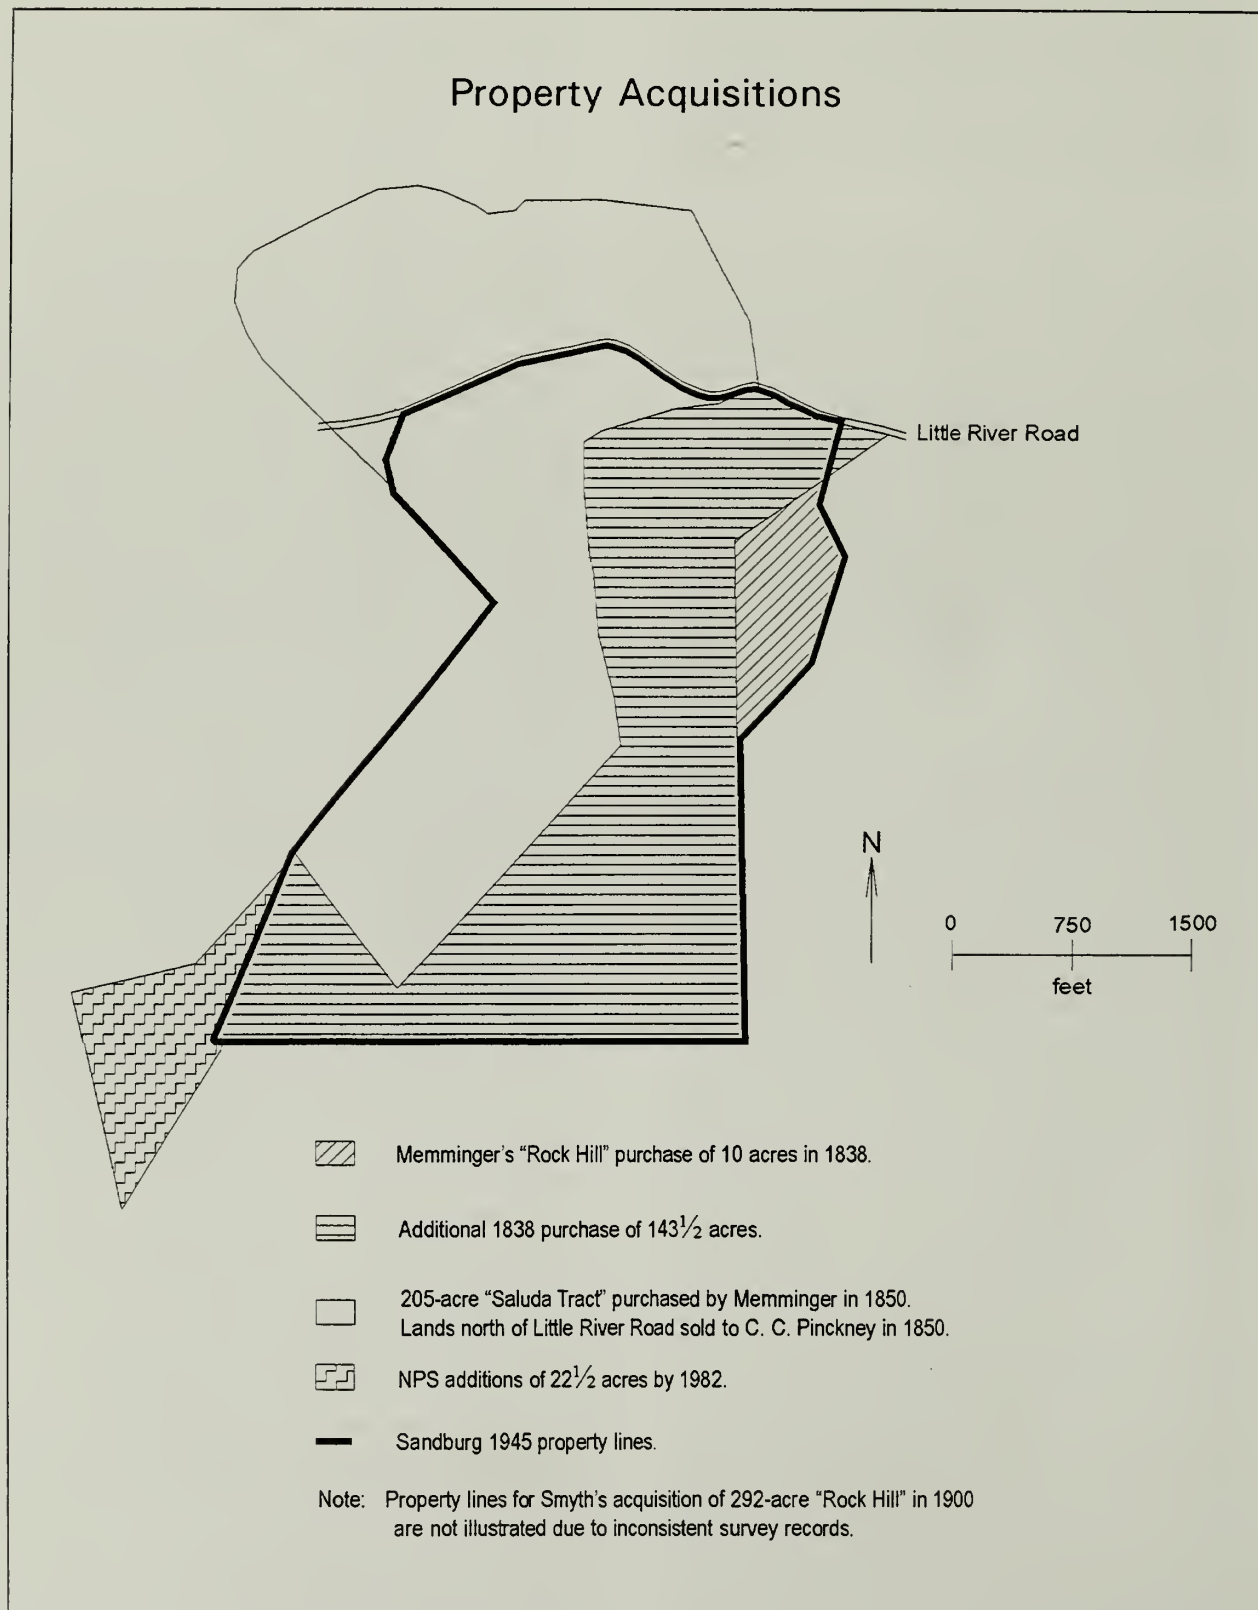 Property Acquisitions
Little River Road
N
0 750 1500
feet
Memminger's "Rock Hill" purchase of 10 acres in 1838.
Additional 1838 purchase of 143½ acres.
205-acre "Saluda Tract" purchased by Memminger in 1850.
Lands north of Little River Road sold to C. C. Pinckney in 1850.
NPS additions of 22½ acres by 1982.
Sandburg 1945 property lines.
Note: Property lines for Smyth's acquisition of 292-acre "Rock Hill" in 1900
are not illustrated due to inconsistent survey records.